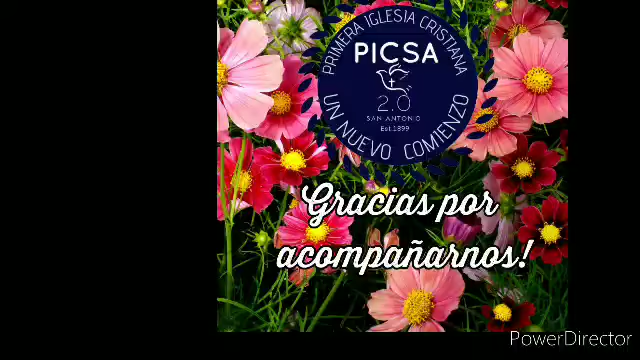 PRIMERA IGLESIA CRISTIANA
PICSA
2.0
SAN ANTONIO
Est.1899
UN NUEVO COMIENZO
Gracias por
acompañarnos!
PowerDirector